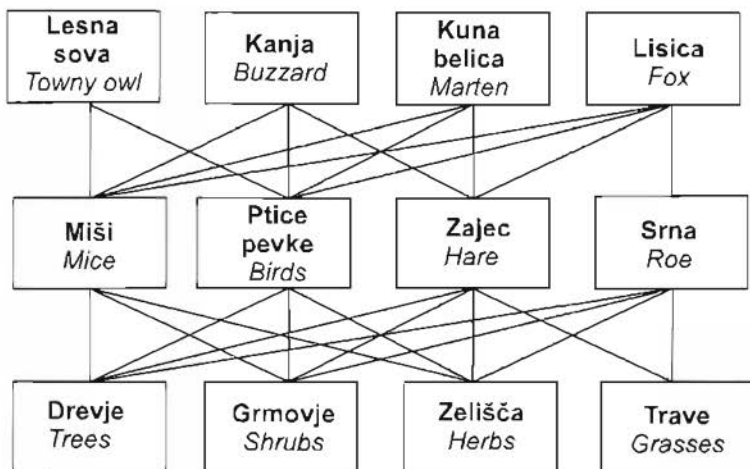 Lesna
sova
Towny owl
Kanja
Buzzard
Kuna
belica
Marten
Lisica
Fox
Miši
Mice
Ptice
pevke
Birds
Zajec
Hare
Srna
Roe
Drevje
Trees
Grmovje
Shrubs
Zelišča
Herbs
Trave
Grasses